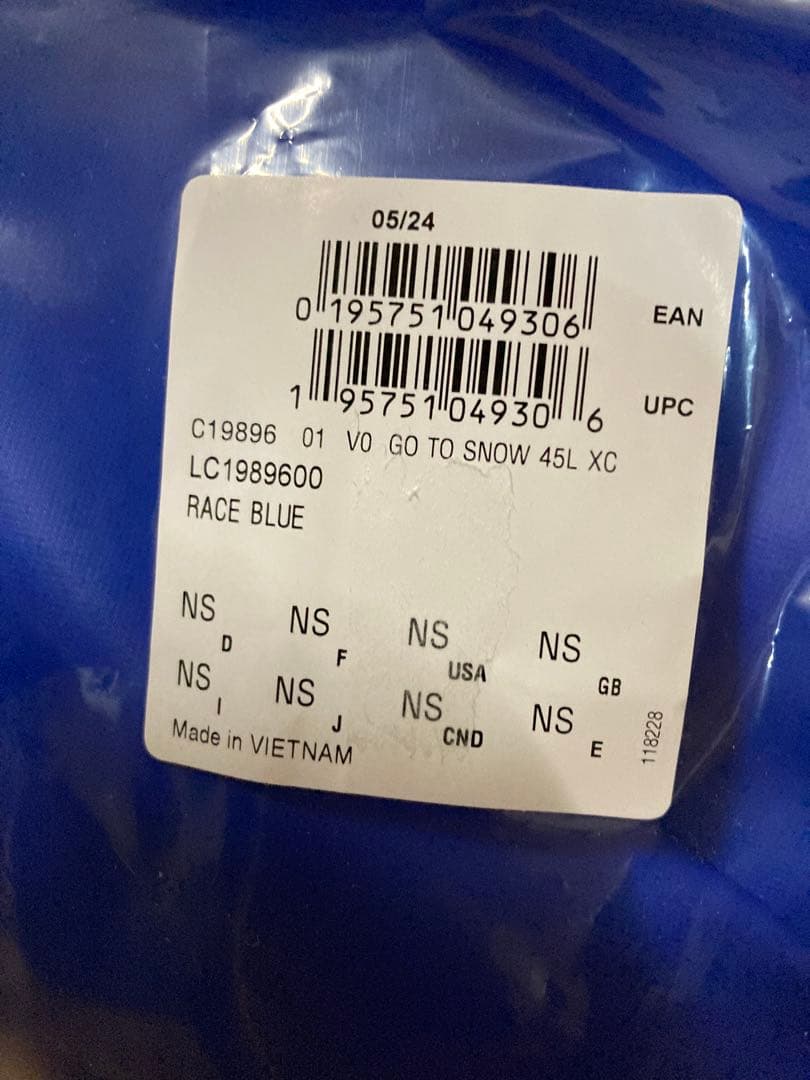 05/24
0 195751 049306
EAN
1 95751 04930 6
UPC
C19896 01 V0 GO TO SNOW 45L XC
LC1989600
RACE BLUE
NS D NS F NS USA NS GB
NS I NS J NS CND NS E
Made in VIETNAM
118228